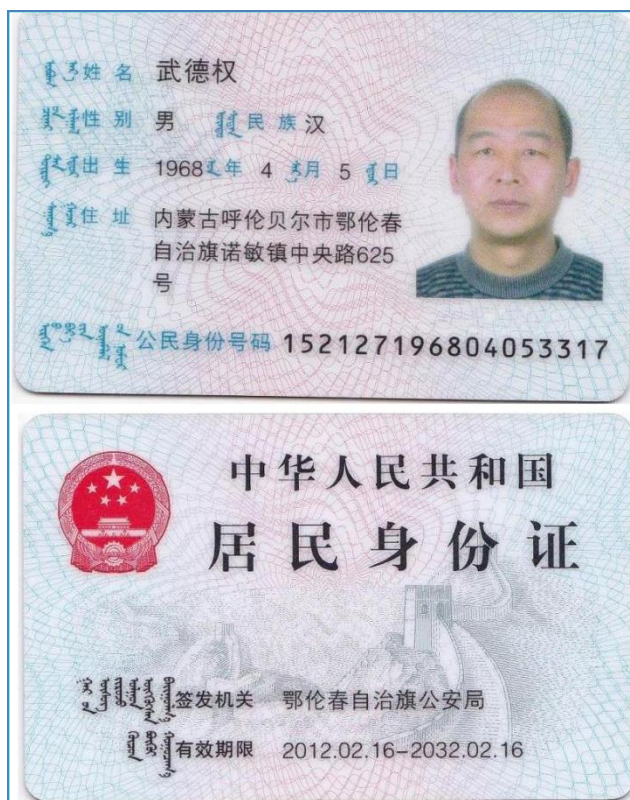 姓名 武德权
性别 男 民族 汉
出生 1968 年 4 月 5 日
住址 内蒙古呼伦贝尔市鄂伦春
自治旗诺敏镇中央路625
号
公民身份号码 152127196804053317
中华人民共和国
居民身份证
签发机关 鄂伦春自治旗公安局
有效期限 2012.02.16-2032.02.16